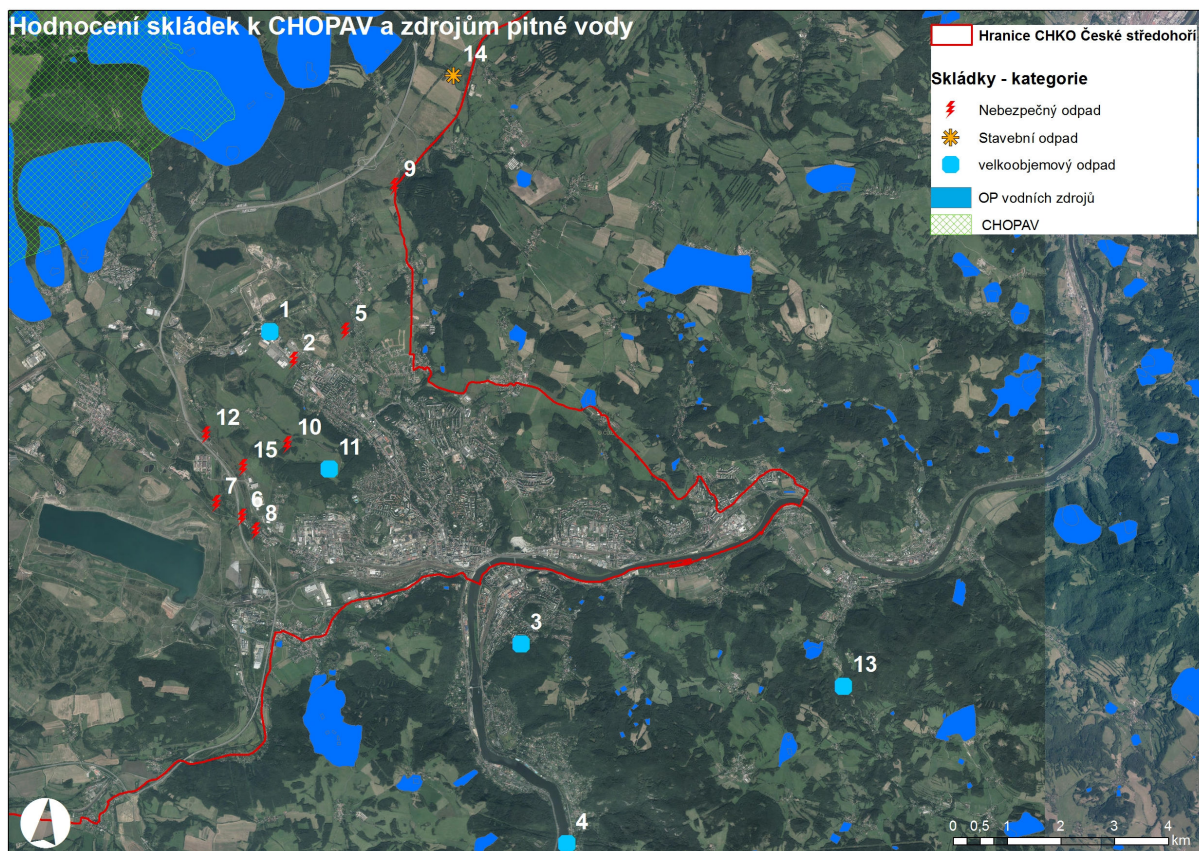 Hodnocení skládek k CHOPAV a zdrojům pitné vody
Hranice CHKO České středohoří
Skládky - kategorie
Nebezpečný odpad
Stavební odpad
velkoobjemový odpad
OP vodních zdrojů
CHOPAV
14
9
1
5
2
12
10
15
11
7
6
8
3
13
4
0 0,5 1 2 3 4
km